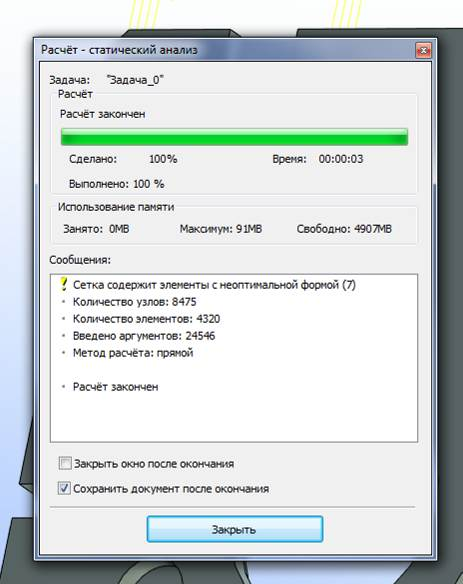 Расчёт - статический анализ
Задача: "Задача_0"
Расчёт
Расчёт закончен
Сделано: 100% Время: 00:00:03
Выполнено: 100 %
Использование памяти
Занято: 0MB Максимум: 91MB Свободно: 4907MB
Сообщения:
Сетка содержит элементы с неоптимальной формой (7)
Количество узлов: 8475
Количество элементов: 4320
Введено аргументов: 24546
Метод расчёта: прямой
Расчёт закончен
Закрыть окно после окончания
Сохранить документ после окончания
Закрыть